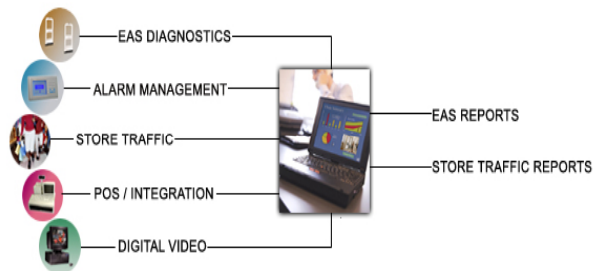 EAS DIAGNOSTICS
ALARM MANAGEMENT
STORE TRAFFIC
POS / INTEGRATION
DIGITAL VIDEO
EAS REPORTS
STORE TRAFFIC REPORTS